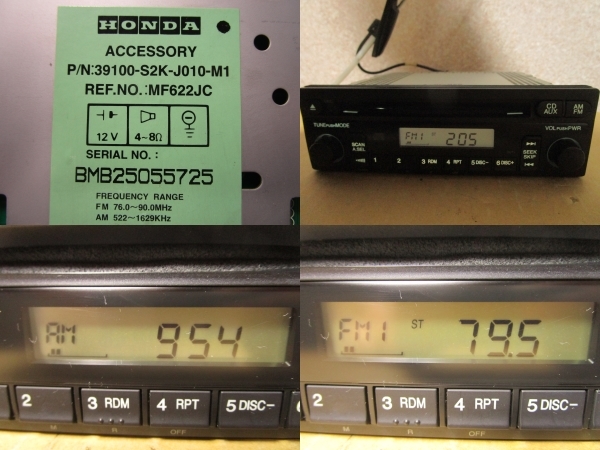 HONDA
ACCESSORY
P/N:39100-S2K-J010-M1
REF.NO.:MF622JC
12 V
4~8Ω
SERIAL NO.:
BMB25055725
FREQUENCY RANGE
FM 76.0~90.0MHz
AM 522~1629KHz
CD AUX
AM FM
TUNE PUSH MODE
VOL PUSH PWR
FM1
205
SCAN
A.SEL
SEEK
SKIP
1
2
3 RDM
4 RPT
5 DISC-
6 DISC+
AM
954
2
3 RDM
4 RPT
5 DISC-
M
R
OFF
FM1
ST
79.5
2
3 RDM
4 RPT
5 DISC-
M
R
OFF